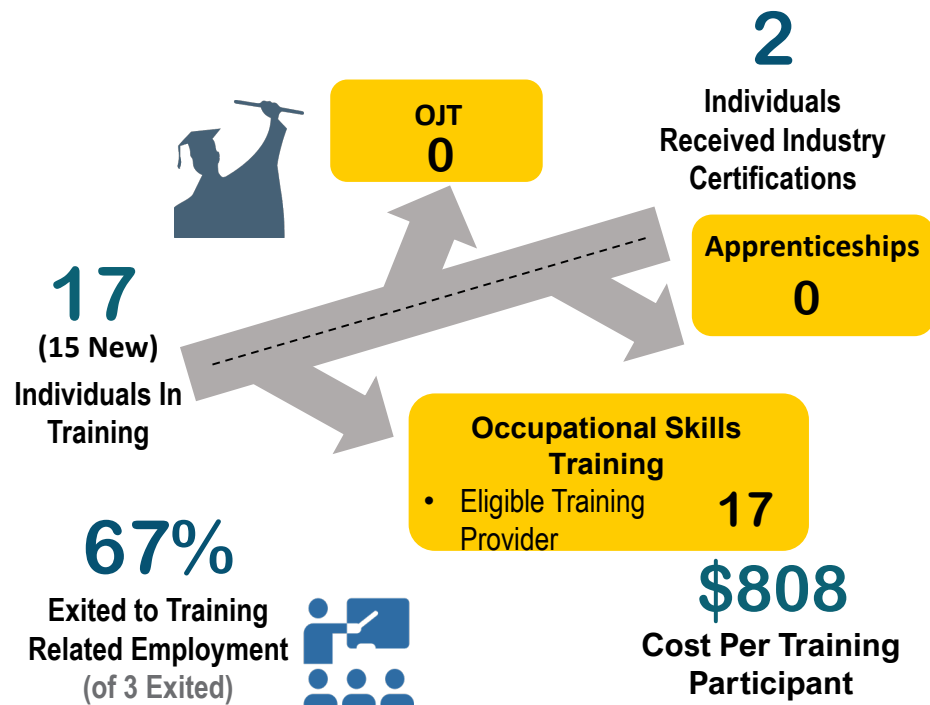 2
Individuals
Received Industry
Certifications
OJT
0
Apprenticeships
0
17
(15 New)
Individuals In
Training
Occupational Skills
Training
• Eligible Training
Provider
17
67%
Exited to Training
Related Employment
(of 3 Exited)
$808
Cost Per Training
Participant